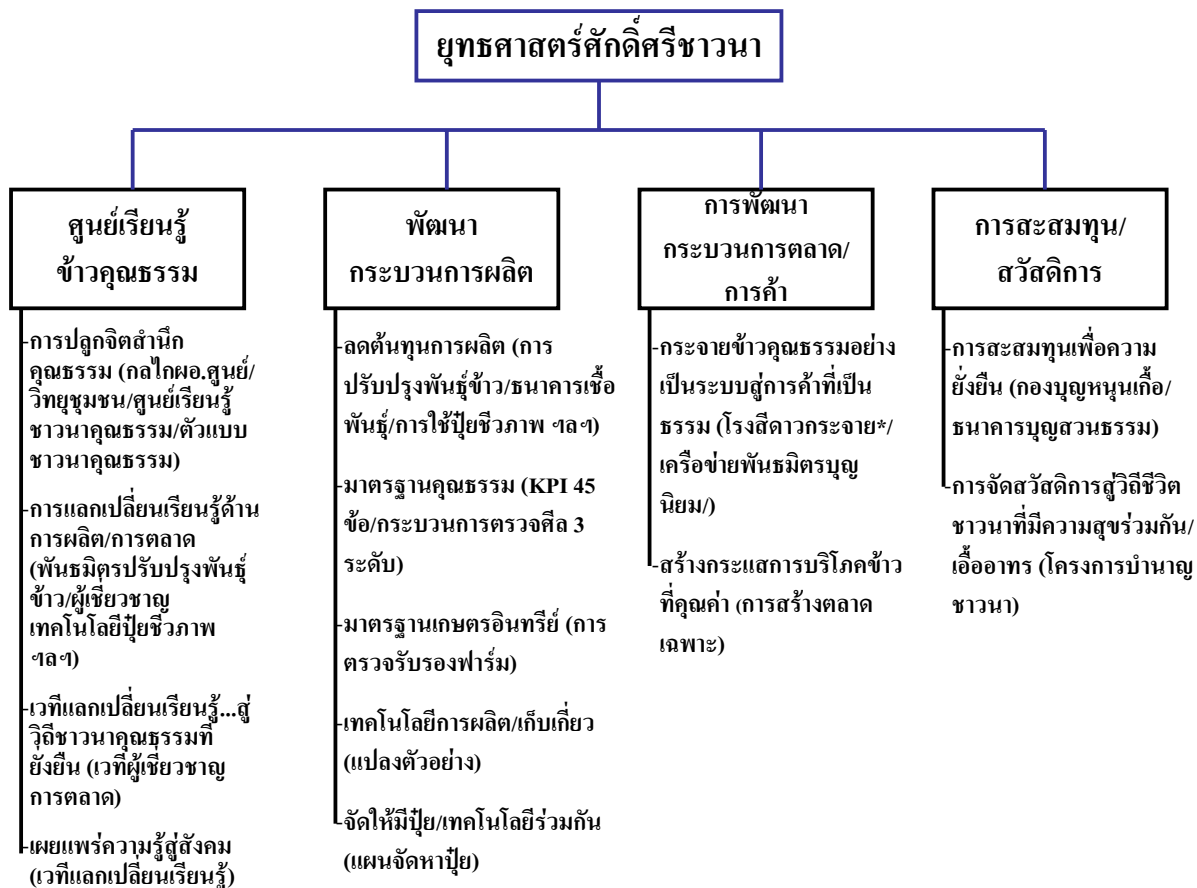 ยุทธศาสตร์ศักดิ์ศรีชาวนา
ศูนย์เรียนรู้
ข้าวคุณธรรม
-การปลูกจิตสำนึก
คุณธรรม (กลไกผอ.ศูนย์/
วิทยุชุมชน/ศูนย์เรียนรู้
ชาวนาคุณธรรม/ตัวแบบ
ชาวนาคุณธรรม)
-การแลกเปลี่ยนเรียนรู้ด้าน
การผลิต/การตลาด
(พันธมิตรปรับปรุงพันธุ์
ข้าว/ผู้เชี่ยวชาญ
เทคโนโลยีปุ๋ยชีวภาพ
ฯลฯ)
-เวทีแลกเปลี่ยนเรียนรู้...สู่
วิถีชาวนาคุณธรรมที่
ยั่งยืน (เวทีผู้เชี่ยวชาญ
การตลาด)
-เผยแพร่ความรู้สู่สังคม
(เวทีแลกเปลี่ยนเรียนรู้)
พัฒนา
กระบวนการผลิต
-ลดต้นทุนการผลิต (การ
ปรับปรุงพันธุ์ข้าว/ธนาคารเชื้อ
พันธุ์/การใช้ปุ๋ยชีวภาพ ฯลฯ)
-มาตรฐานคุณธรรม (KPI 45
ข้อ/กระบวนการตรวจศีล 3
ระดับ)
-มาตรฐานเกษตรอินทรีย์ (การ
ตรวจรับรองฟาร์ม)
-เทคโนโลยีการผลิต/เก็บเกี่ยว
(แปลงตัวอย่าง)
-จัดให้มีปุ๋ย/เทคโนโลยีร่วมกัน
(แผนจัดหาปุ๋ย)
การพัฒนา
กระบวนการตลาด/
การค้า
-กระจายข้าวคุณธรรมอย่าง
เป็นระบบสู่การค้าที่เป็น
ธรรม (โรงสีดาวกระจาย*/
เครือข่ายพันธมิตรบุญ
นิยม/)
-สร้างกระแสการบริโภคข้าว
ที่คุณค่า (การสร้างตลาด
เฉพาะ)
การสะสมทุน/
สวัสดิการ
-การสะสมทุนเพื่อความ
ยั่งยืน (กองบุญหนุนเกื้อ/
ธนาคารบุญสวนธรรม)
-การจัดสวัสดิการสู่วิถีชีวิต
ชาวนาที่มีความสุขร่วมกัน/
เอื้ออาทร (โครงการบำนาญ
ชาวนา)